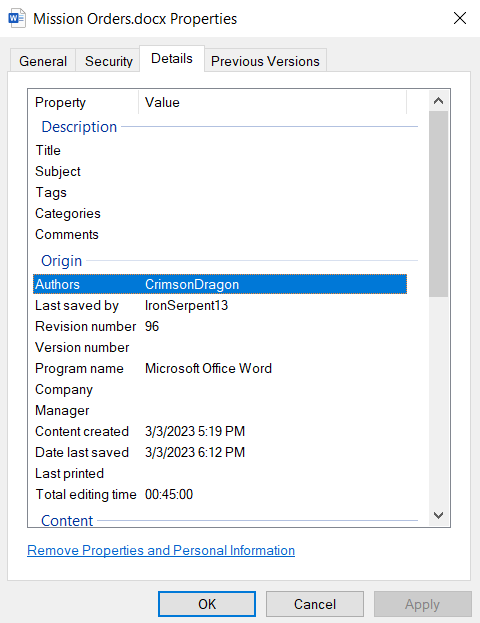 Mission Orders.docx Properties
General Security Details Previous Versions
Property Value
Description
Title
Subject
Tags
Categories
Comments
Origin
Authors CrimsonDragon
Last saved by IronSerpent13
Revision number 96
Version number
Program name Microsoft Office Word
Company
Manager
Content created 3/3/2023 5:19 PM
Date last saved 3/3/2023 6:12 PM
Last printed
Total editing time 00:45:00
Content
Remove Properties and Personal Information
OK Cancel Apply